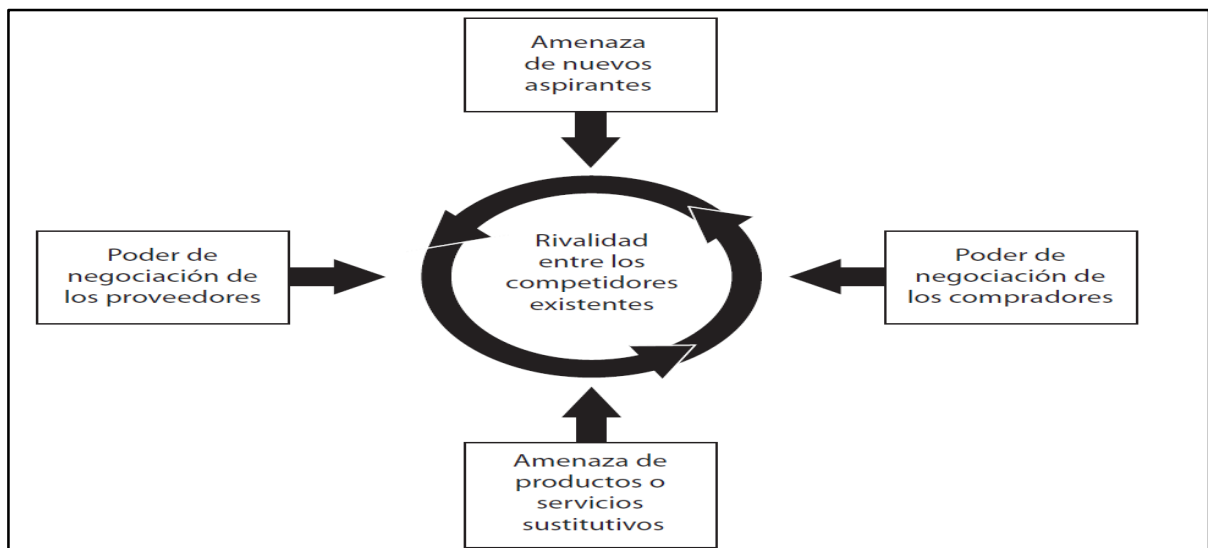 Amenaza
de nuevos
aspirantes
Poder de
negociación de
los proveedores
Rivalidad
entre los
competidores
existentes
Poder de
negociación de
los compradores
Amenaza de
productos o
servicios
sustitutivos